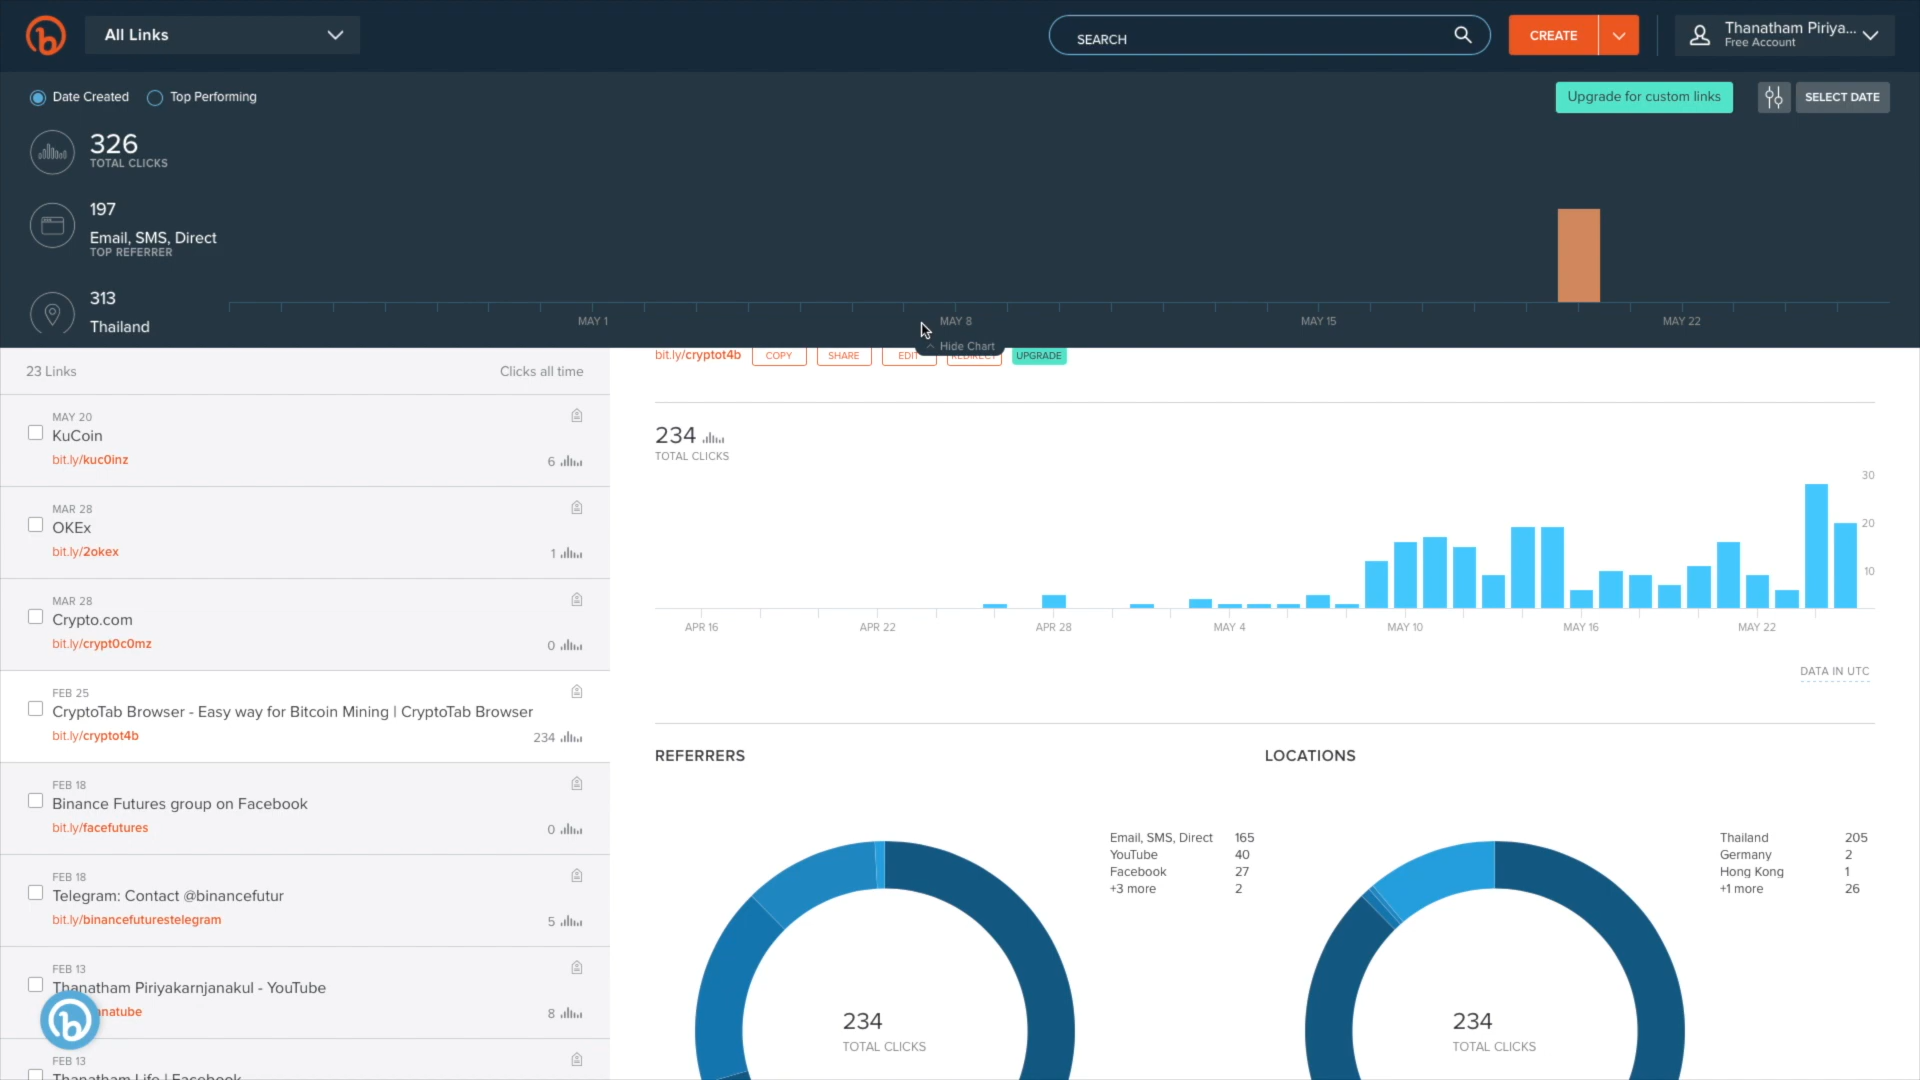 All Links
SEARCH
CREATE
Thanatham Piriya...
Free Account
Date Created
Top Performing
Upgrade for custom links
SELECT DATE
326
TOTAL CLICKS
197
Email, SMS, Direct
TOP REFERRER
313
Thailand
MAY 1
MAY 8
MAY 15
MAY 22
Hide Chart
23 Links
Clicks all time
MAY 20
KuCoin
bit.ly/kuc0inz
6
MAR 28
OKEx
bit.ly/2okex
1
MAR 28
Crypto.com
bit.ly/crypt0c0mz
0
FEB 25
CryptoTab Browser - Easy way for Bitcoin Mining | CryptoTab Browser
bit.ly/cryptot4b
234
FEB 18
Binance Futures group on Facebook
bit.ly/facefutures
0
FEB 18
Telegram: Contact @binancefutur
bit.ly/binancefuturestelegram
5
FEB 13
Thanatham Piriyakarnjanakul - YouTube
natube
8
FEB 13
Thanatham Life | Facebook
bit.ly/cryptot4b
COPY
SHARE
EDIT
REDIRECT
UPGRADE
234
TOTAL CLICKS
30
20
10
APR 16
APR 22
APR 28
MAY 4
MAY 10
MAY 16
MAY 22
DATA IN UTC
REFERRERS
Email, SMS, Direct 165
YouTube 40
Facebook 27
+3 more 2
234
TOTAL CLICKS
LOCATIONS
Thailand 205
Germany 2
Hong Kong 1
+1 more 26
234
TOTAL CLICKS